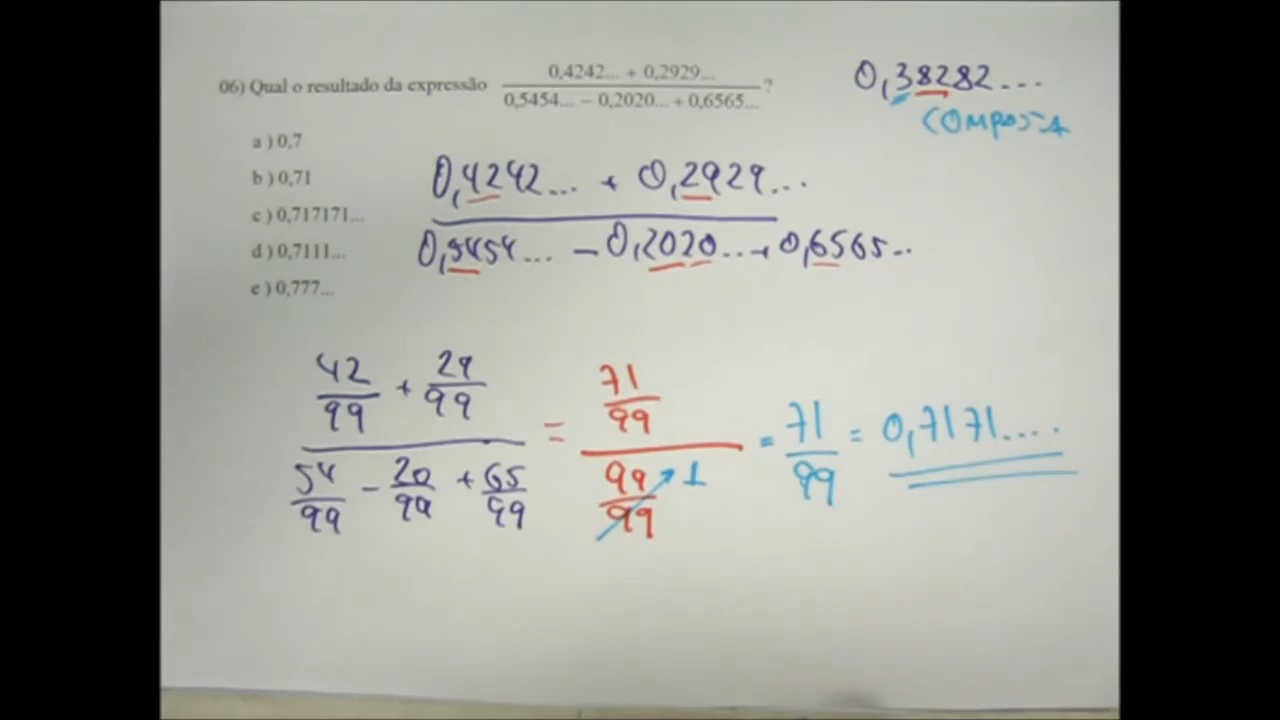 06) Qual o resultado da expressão (0,4242... + 0,2929...) / (0,5454... − 0,2020... + 0,6565...) ?
a ) 0,7
b ) 0,71
c ) 0,717171...
d ) 0,7111...
e ) 0,777...
0,38282...
COMPOSTA
0,4242... + 0,2929...
0,5454... - 0,2020... + 0,6565...
42/99 + 29/99 = 71/99 = 71/99 = 0,7171....
54/99 - 20/99 + 65/99 99/99 1